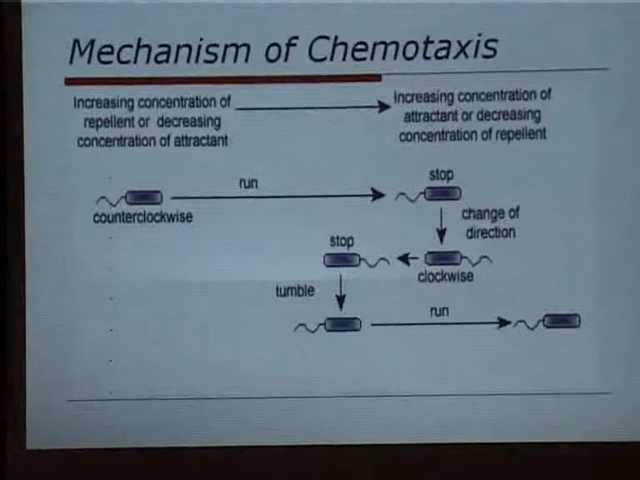 Mechanism of Chemotaxis
Increasing concentration of
repellent or decreasing
concentration of attractant
Increasing concentration of
attractant or decreasing
concentration of repellent
run
stop
counterclockwise
change of
direction
stop
clockwise
tumble
run